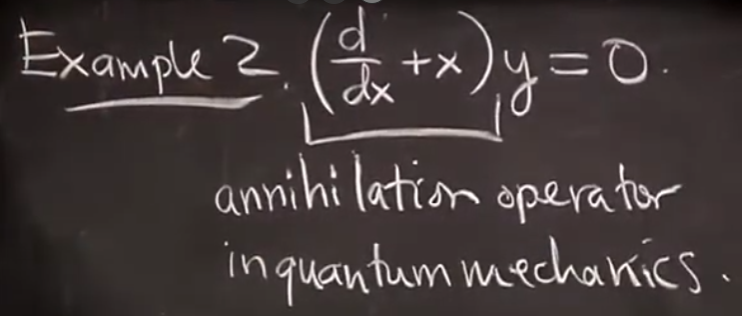 Example 2. (d/dx + x) y = 0.
annihilation operator
in quantum mechanics.